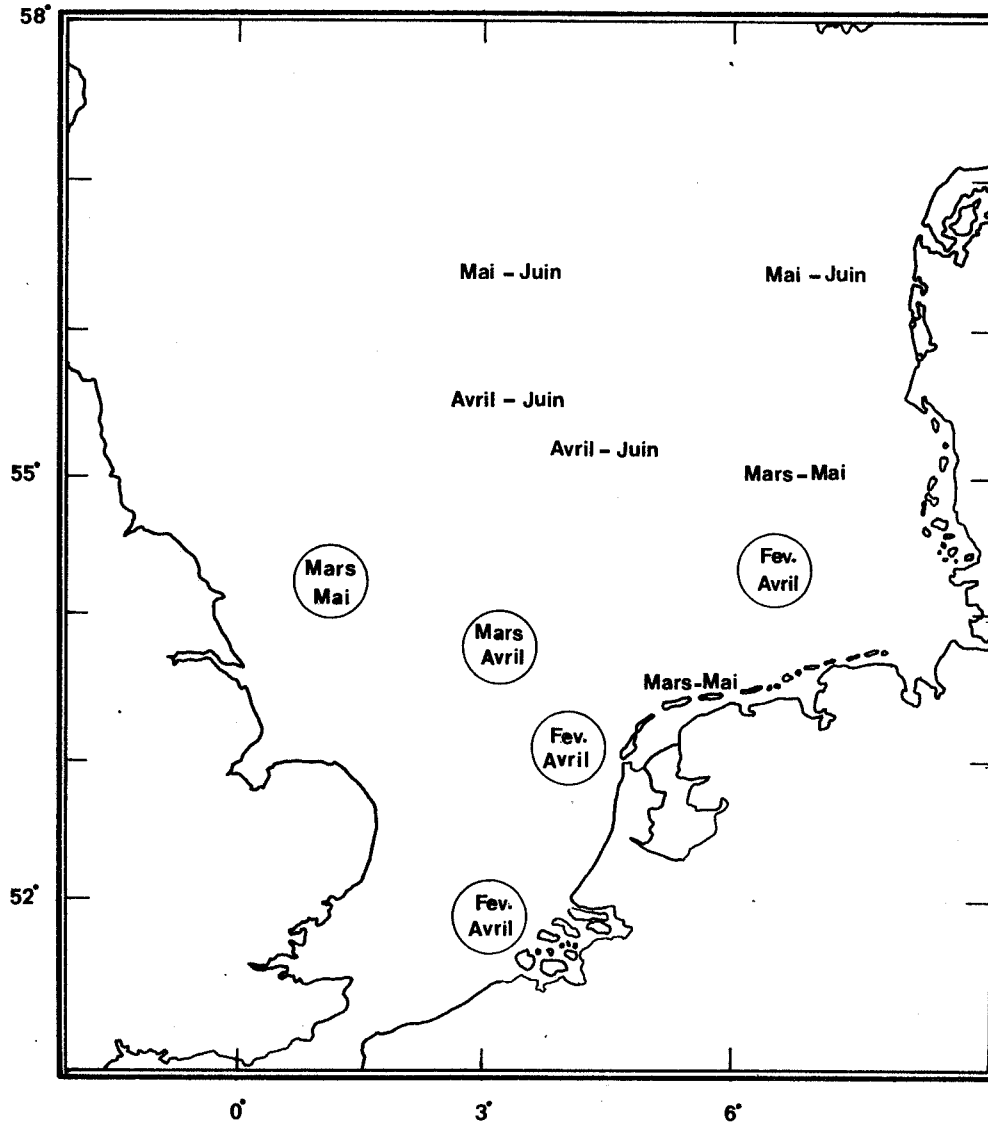 58°
Mai – Juin
Mai – Juin
Avril – Juin
Avril – Juin
55°
Mars – Mai
Fev.
Avril
Mars
Mai
Mars
Avril
Mars-Mai
Fev.
Avril
52°
Fev.
Avril
0°
3°
6°